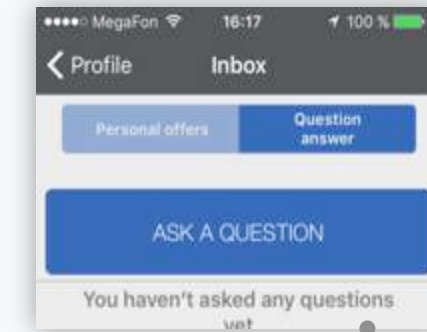 MegaFon 16:17 100 %
Profile Inbox
Personal offers Question
answer
ASK A QUESTION
You haven't asked any questions
yet